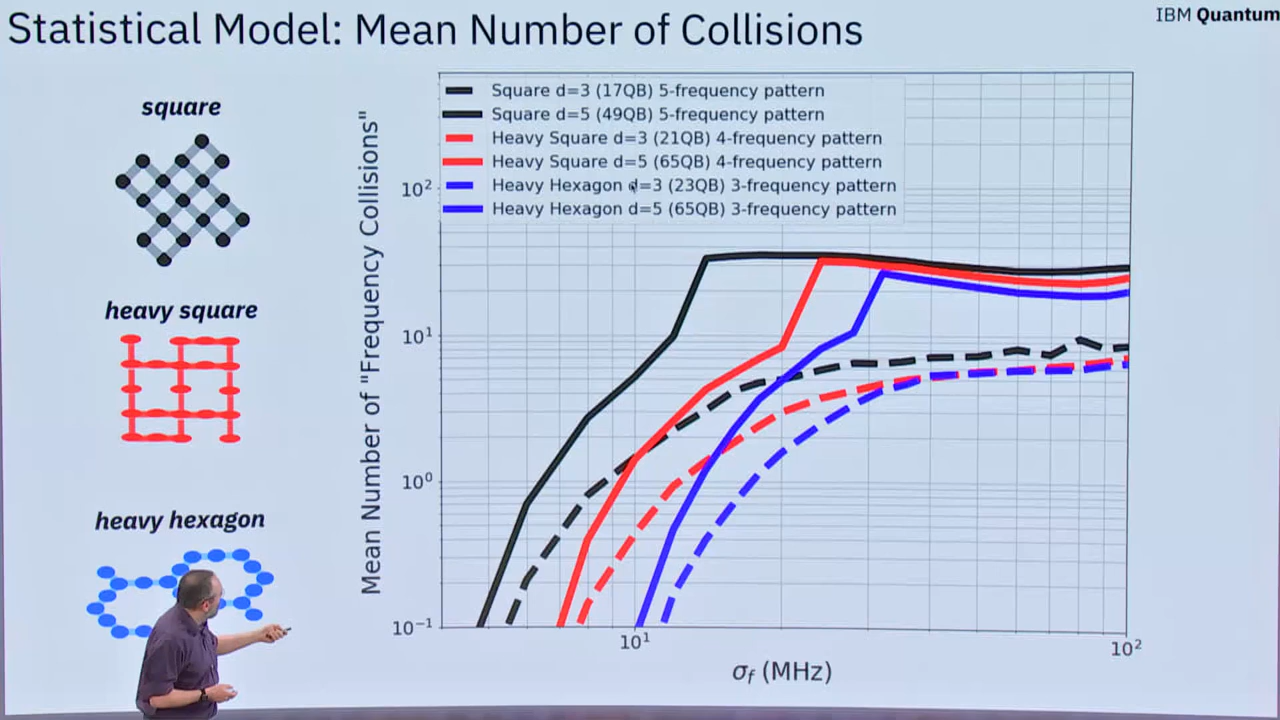 Statistical Model: Mean Number of Collisions
IBM Quantum
square
heavy square
heavy hexagon
Mean Number of "Frequency Collisions"
Square d=3 (17QB) 5-frequency pattern
Square d=5 (49QB) 5-frequency pattern
Heavy Square d=3 (21QB) 4-frequency pattern
Heavy Square d=5 (65QB) 4-frequency pattern
Heavy Hexagon d=3 (23QB) 3-frequency pattern
Heavy Hexagon d=5 (65QB) 3-frequency pattern
10²
10¹
10⁰
10⁻¹
10¹
10²
σf (MHz)